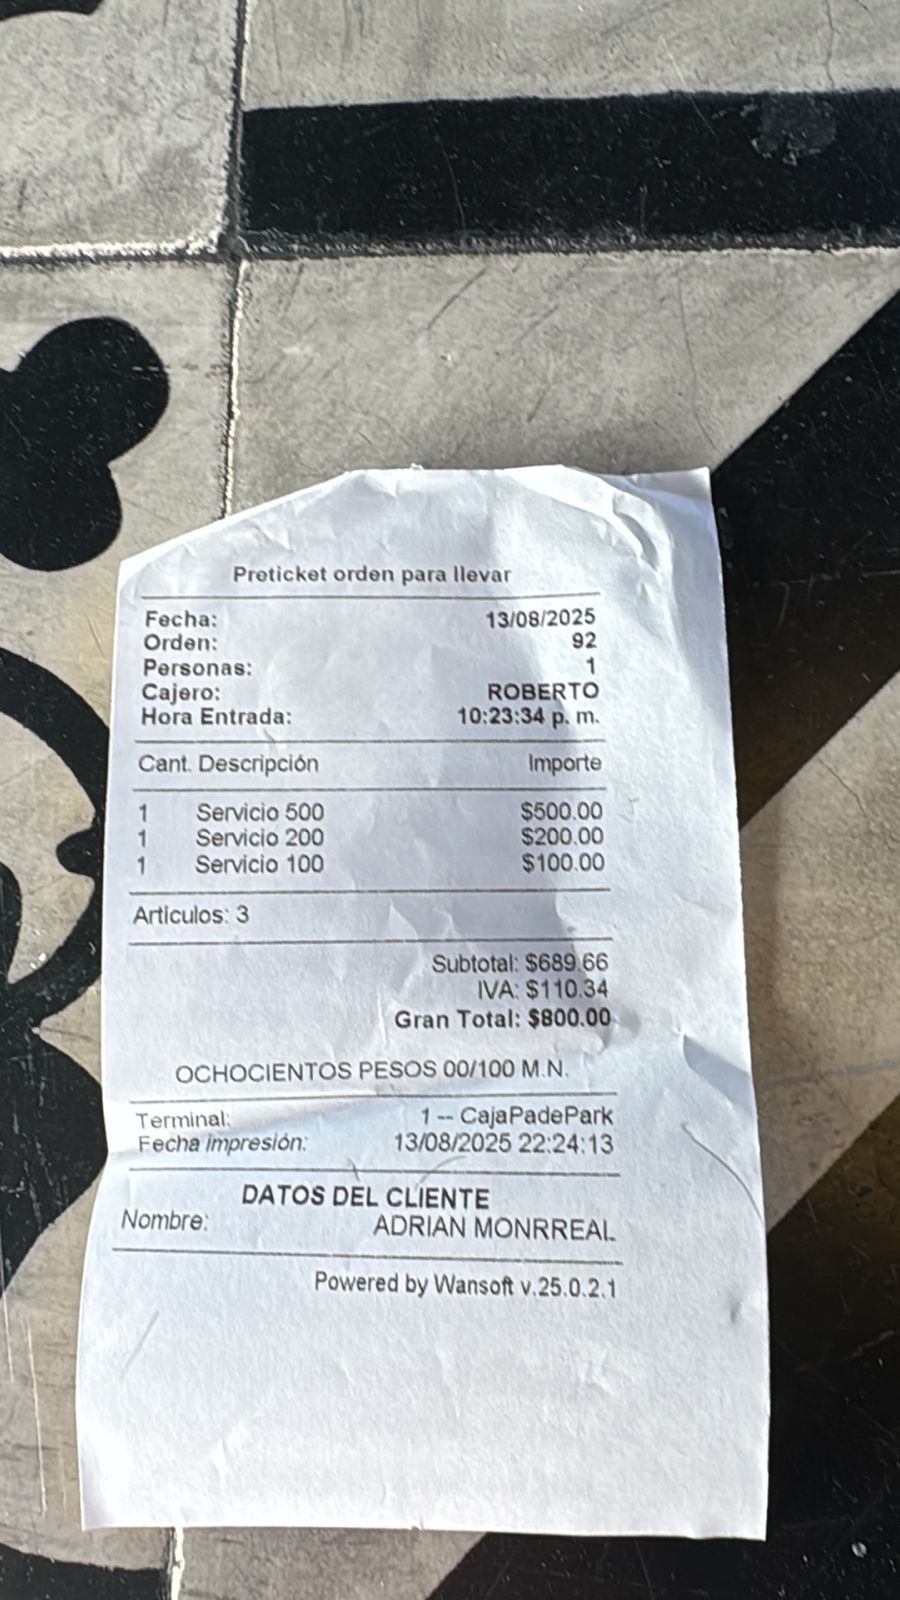 Preticket orden para llevar
Fecha: 13/08/2025
Orden: 92
Personas: 1
Cajero: ROBERTO
Hora Entrada: 10:23:34 p. m.
Cant. Descripción Importe
1 Servicio 500 $500.00
1 Servicio 200 $200.00
1 Servicio 100 $100.00
Artículos: 3
Subtotal: $689.66
IVA: $110.34
Gran Total: $800.00
OCHOCIENTOS PESOS 00/100 M.N.
Terminal: 1 -- CajaPadePark
Fecha impresión: 13/08/2025 22:24:13
DATOS DEL CLIENTE
Nombre: ADRIAN MONRREAL
Powered by Wansoft v.25.0.2.1